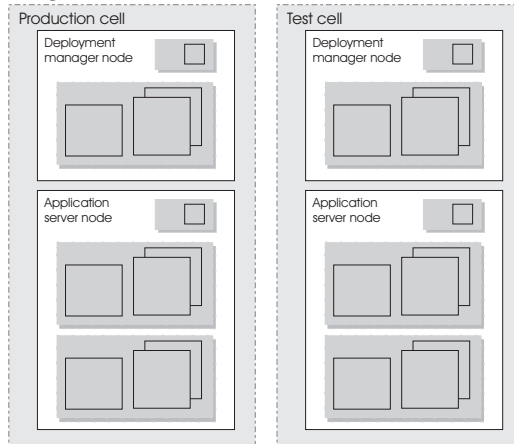 Production cell
Deployment
manager node
Application
server node
Test cell
Deployment
manager node
Application
server node